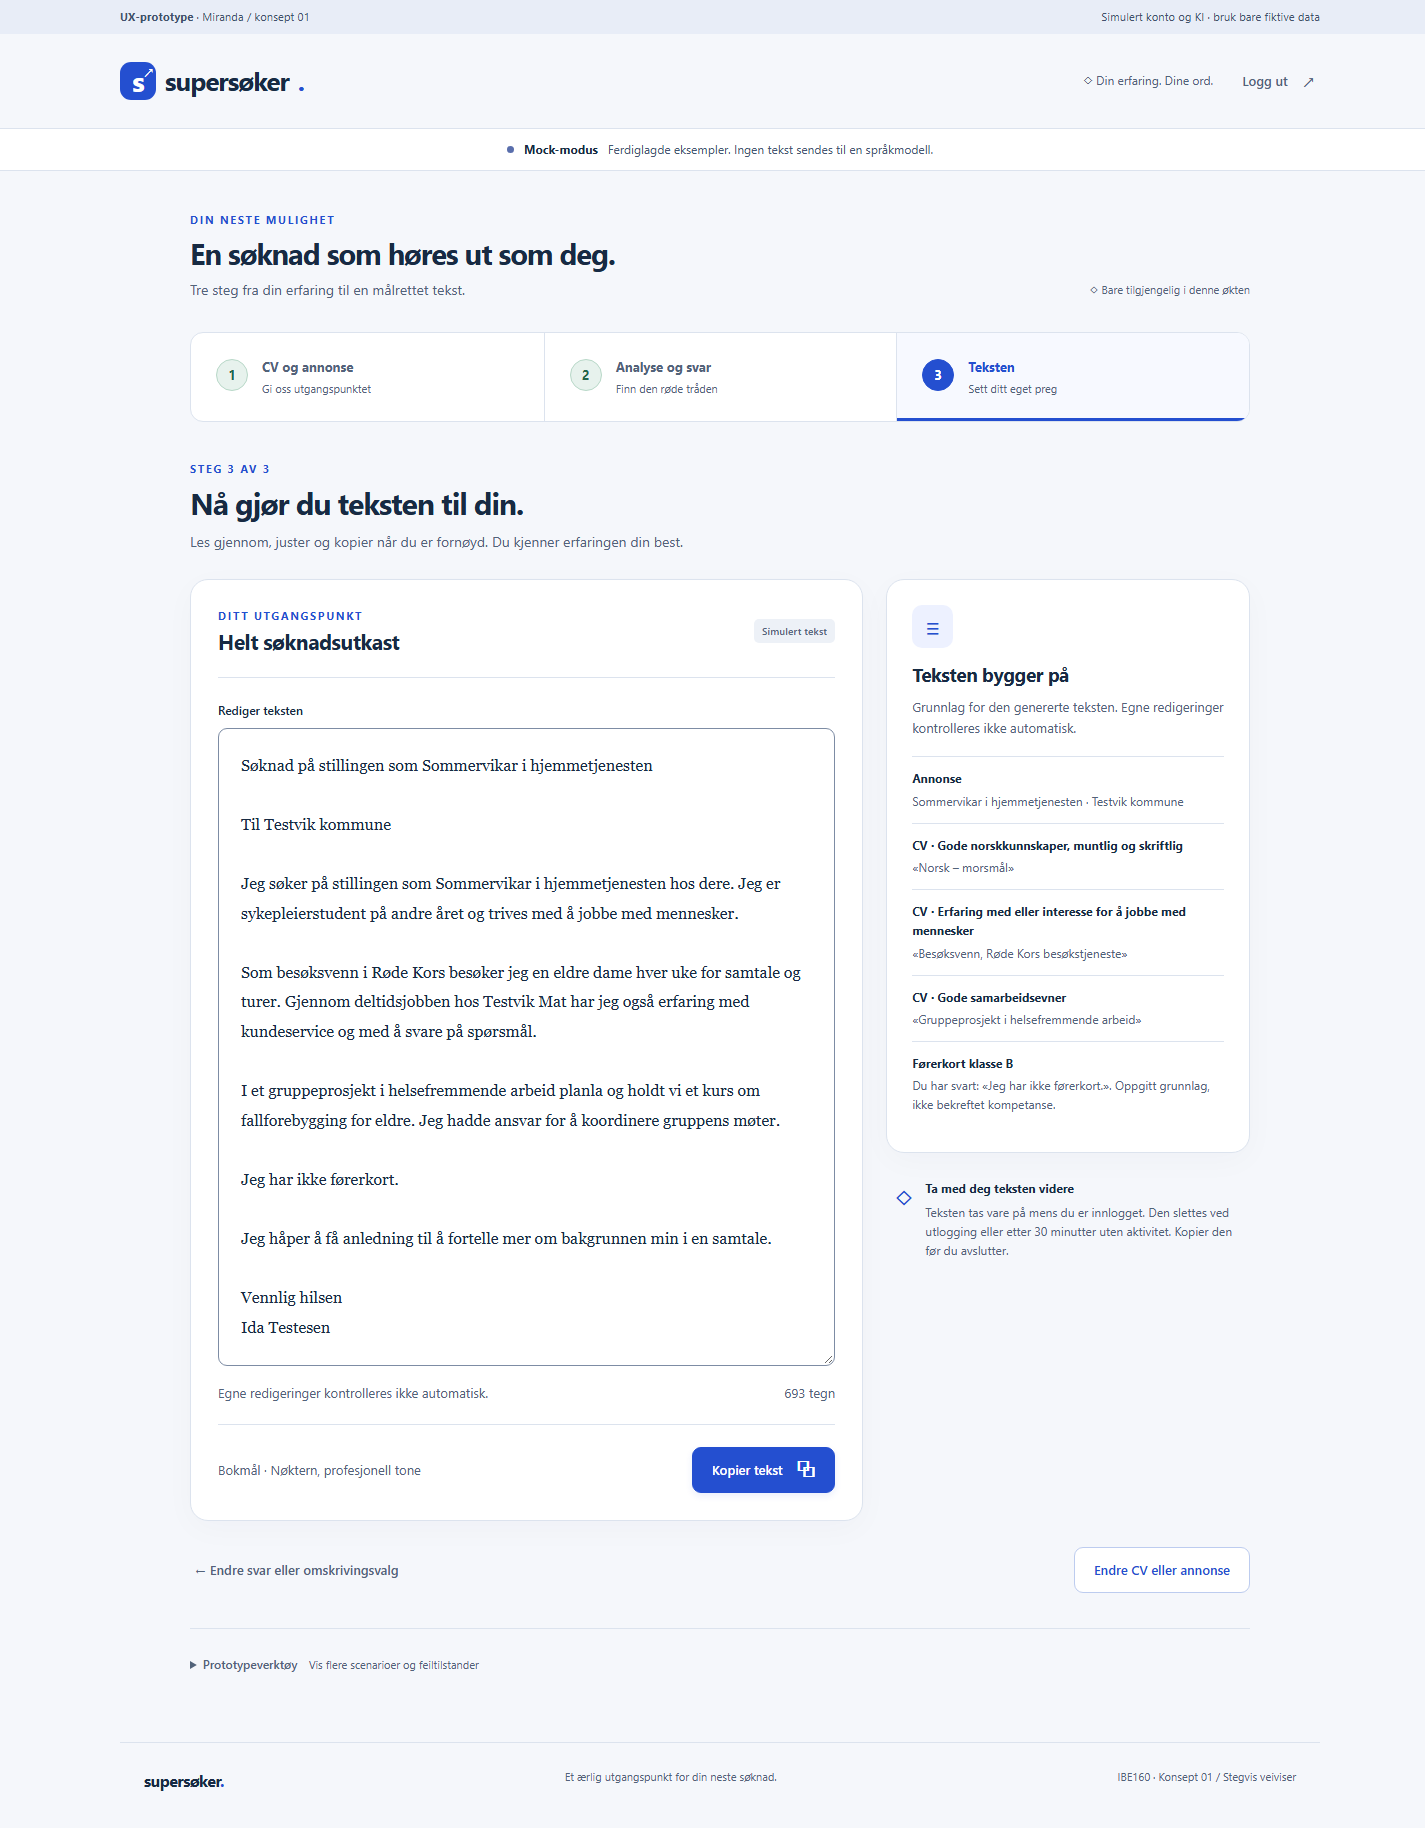 UX-prototype · Miranda / konsept 01
Simulert konto og KI · bruk bare fiktive data
s↗ supersøker .
◇ Din erfaring. Dine ord.
Logg ut ↗
Mock-modus Ferdiglagde eksempler. Ingen tekst sendes til en språkmodell.
DIN NESTE MULIGHET
En søknad som høres ut som deg.
Tre steg fra din erfaring til en målrettet tekst.
◇ Bare tilgjengelig i denne økten
1 CV og annonse
Gi oss utgangspunktet
2 Analyse og svar
Finn den røde tråden
3 Teksten
Sett ditt eget preg
STEG 3 AV 3
Nå gjør du teksten til din.
Les gjennom, juster og kopier når du er fornøyd. Du kjenner erfaringen din best.
DITT UTGANGSPUNKT
Helt søknadsutkast
Simulert tekst
Rediger teksten
Søknad på stillingen som Sommervikar i hjemmetjenesten
Til Testvik kommune
Jeg søker på stillingen som Sommervikar i hjemmetjenesten hos dere. Jeg er
sykepleierstudent på andre året og trives med å jobbe med mennesker.
Som besøksvenn i Røde Kors besøker jeg en eldre dame hver uke for samtale og
turer. Gjennom deltidsjobben hos Testvik Mat har jeg også erfaring med
kundeservice og med å svare på spørsmål.
I et gruppeprosjekt i helsefremmende arbeid planla og holdt vi et kurs om
fallforebygging for eldre. Jeg hadde ansvar for å koordinere gruppens møter.
Jeg har ikke førerkort.
Jeg håper å få anledning til å fortelle mer om bakgrunnen min i en samtale.
Vennlig hilsen
Ida Testesen
Egne redigeringer kontrolleres ikke automatisk.
693 tegn
Bokmål · Nøktern, profesjonell tone
Kopier tekst
Teksten bygger på
Grunnlag for den genererte teksten. Egne redigeringer
kontrolleres ikke automatisk.
Annonse
Sommervikar i hjemmetjenesten · Testvik kommune
CV · Gode norskkunnskaper, muntlig og skriftlig
«Norsk – morsmål»
CV · Erfaring med eller interesse for å jobbe med
mennesker
«Besøksvenn, Røde Kors besøkstjeneste»
CV · Gode samarbeidsevner
«Gruppeprosjekt i helsefremmende arbeid»
Førerkort klasse B
Du har svart: «Jeg har ikke førerkort.». Oppgitt grunnlag,
ikke bekreftet kompetanse.
Ta med deg teksten videre
Teksten tas vare på mens du er innlogget. Den slettes ved
utlogging eller etter 30 minutter uten aktivitet. Kopier den
før du avslutter.
← Endre svar eller omskrivingsvalg
Endre CV eller annonse
▶ Prototypeverktøy Vis flere scenarioer og feiltilstander
supersøker.
Et ærlig utgangspunkt for din neste søknad.
IBE160 · Konsept 01 / Stegvis veiviser